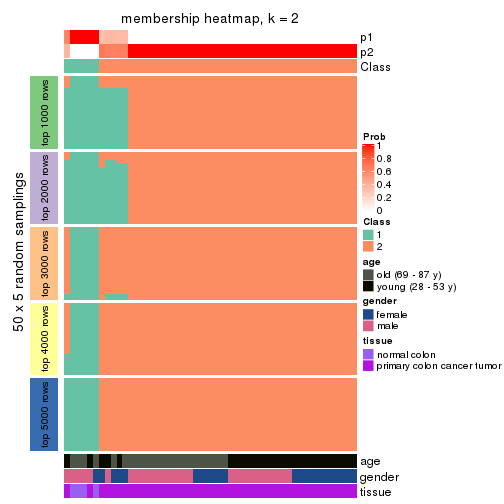 membership heatmap, k = 2
p1
p2
Class
50 x 5 random samplings
top 1000 rows
top 2000 rows
top 3000 rows
top 4000 rows
top 5000 rows
age
gender
tissue
Prob
1
0.8
0.6
0.4
0.2
0
Class
1
2
age
old (69 - 87 y)
young (28 - 53 y)
gender
female
male
tissue
normal colon
primary colon cancer tumor